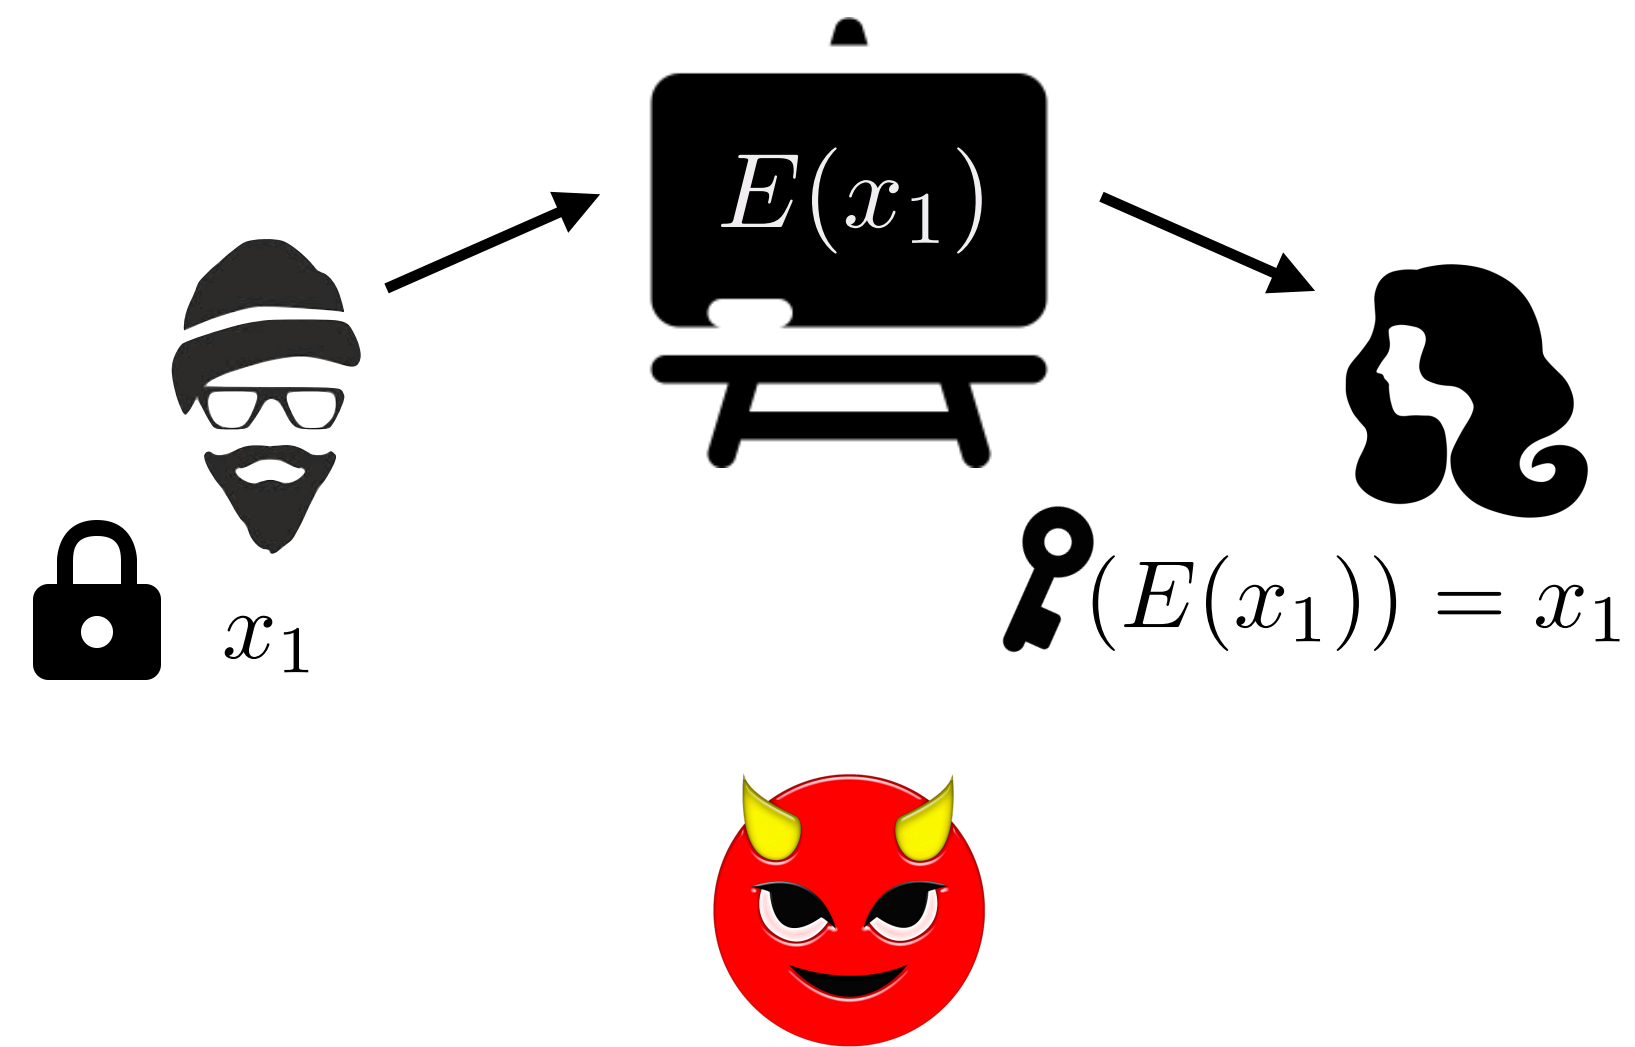 E(x₁)
x₁
(E(x₁)) = x₁